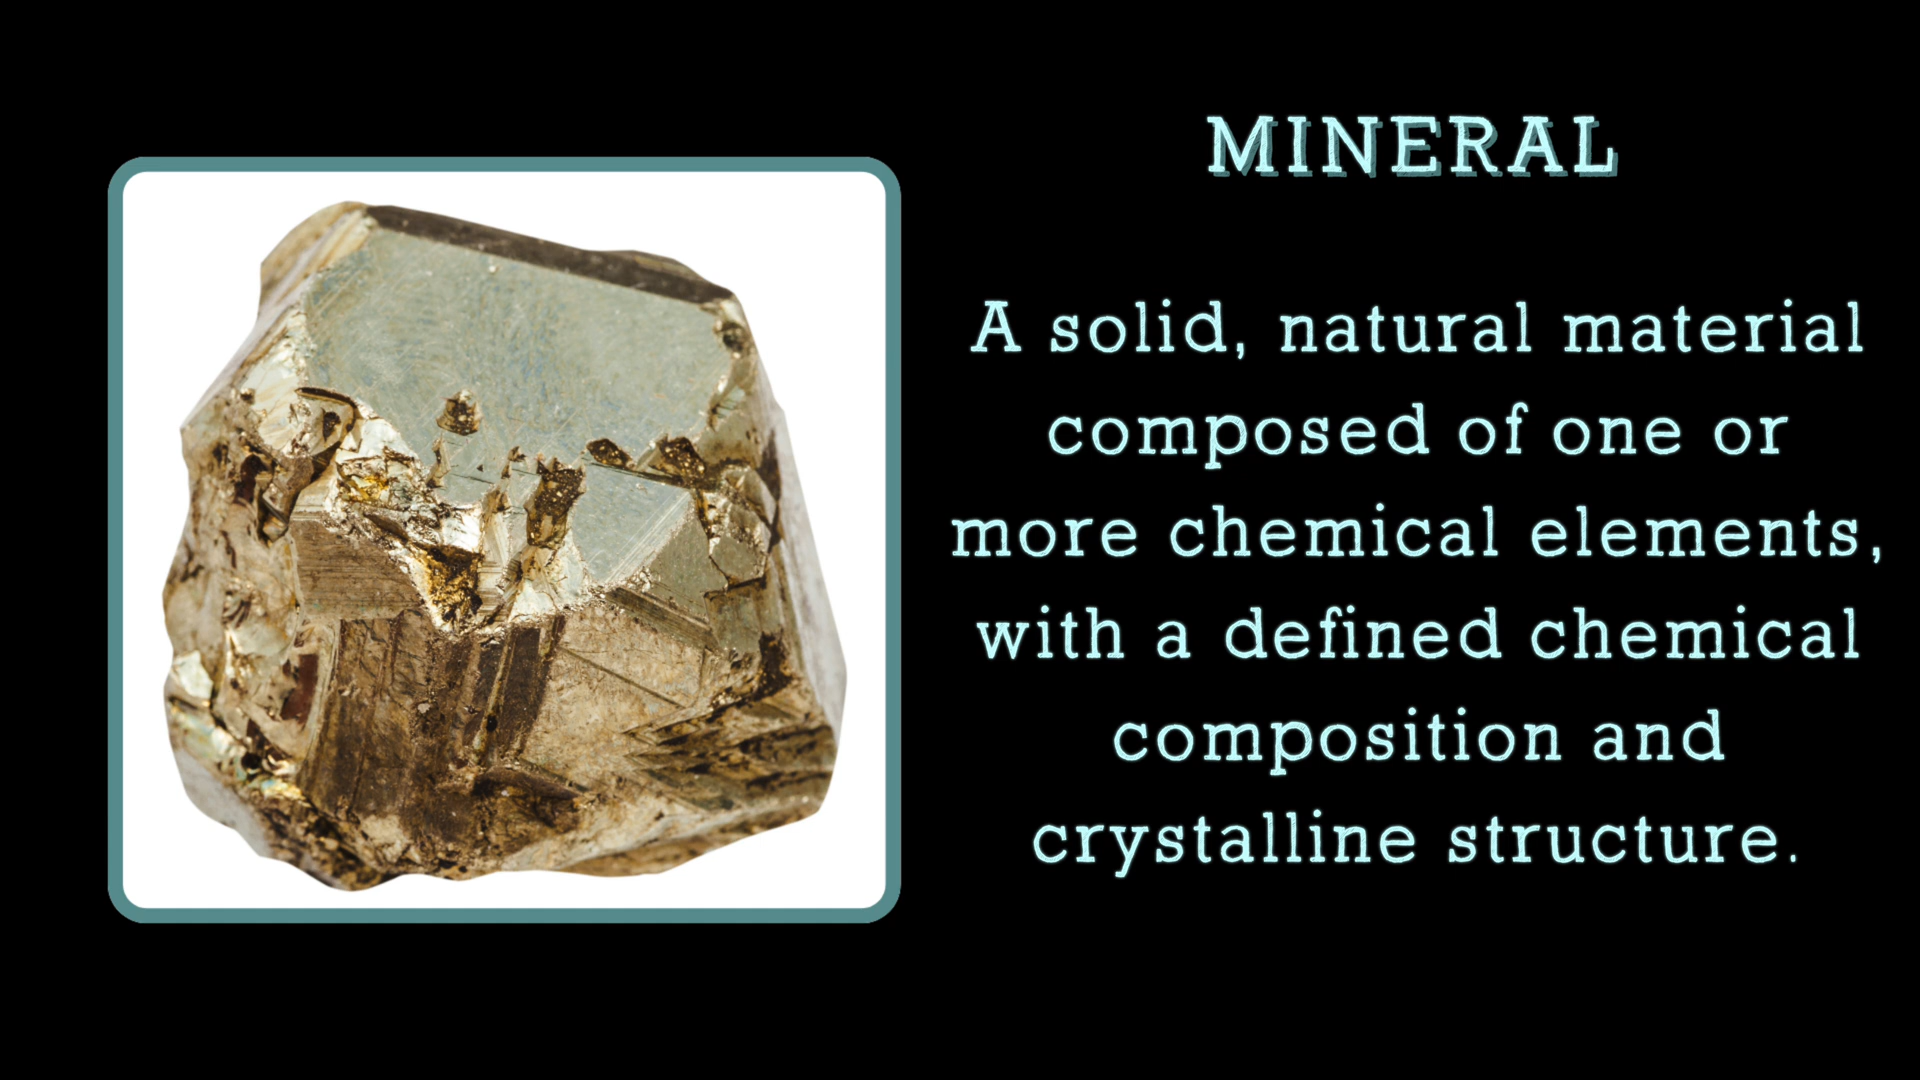 MINERAL
A solid, natural material
composed of one or
more chemical elements,
with a defined chemical
composition and
crystalline structure.